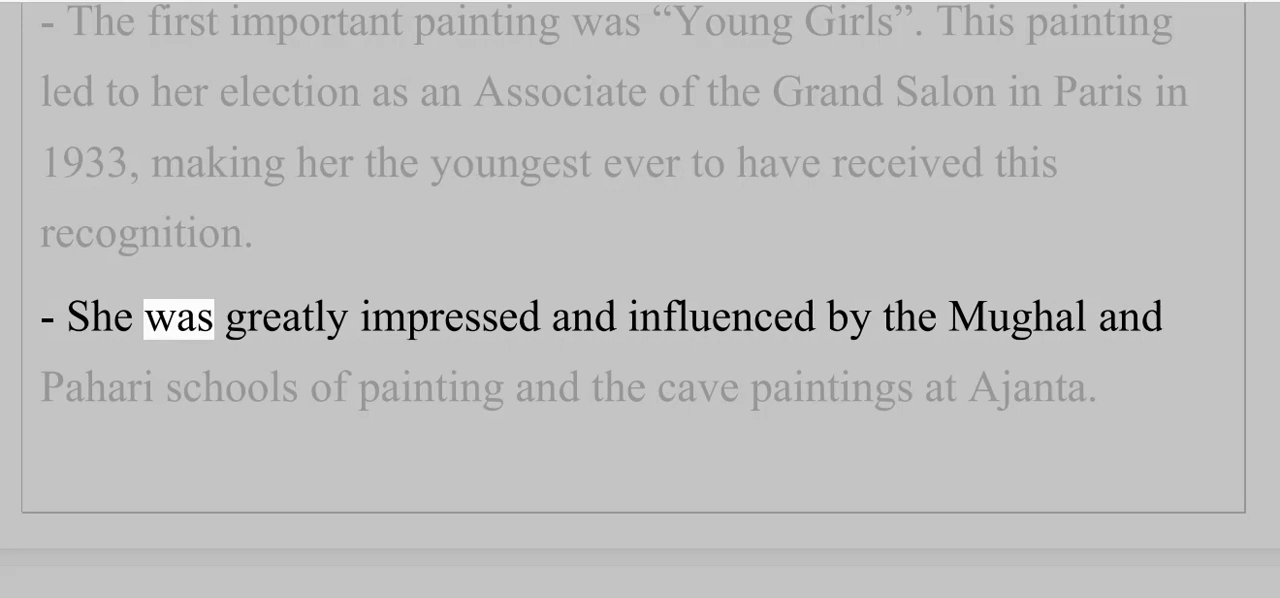 - The first important painting was “Young Girls”. This painting
led to her election as an Associate of the Grand Salon in Paris in
1933, making her the youngest ever to have received this
recognition.
- She was greatly impressed and influenced by the Mughal and
Pahari schools of painting and the cave paintings at Ajanta.